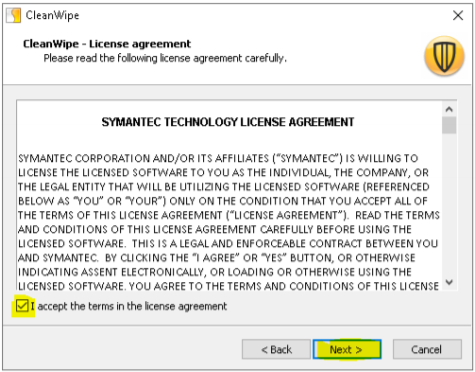 CleanWipe
CleanWipe - License agreement
Please read the following license agreement carefully.
SYMANTEC TECHNOLOGY LICENSE AGREEMENT
SYMANTEC CORPORATION AND/OR ITS AFFILIATES ("SYMANTEC") IS WILLING TO
LICENSE THE LICENSED SOFTWARE TO YOU AS THE INDIVIDUAL, THE COMPANY, OR
THE LEGAL ENTITY THAT WILL BE UTILIZING THE LICENSED SOFTWARE (REFERENCED
BELOW AS "YOU" OR "YOUR") ONLY ON THE CONDITION THAT YOU ACCEPT ALL OF
THE TERMS OF THIS LICENSE AGREEMENT ("LICENSE AGREEMENT"). READ THE TERMS
AND CONDITIONS OF THIS LICENSE AGREEMENT CAREFULLY BEFORE USING THE
LICENSED SOFTWARE. THIS IS A LEGAL AND ENFORCEABLE CONTRACT BETWEEN YOU
AND SYMANTEC. BY CLICKING THE "I AGREE" OR "YES" BUTTON, OR OTHERWISE
INDICATING ASSENT ELECTRONICALLY, OR LOADING OR OTHERWISE USING THE
LICENSED SOFTWARE. YOU AGREE TO THE TERMS AND CONDITIONS OF THIS LICENSE
I accept the terms in the license agreement
< Back Next > Cancel